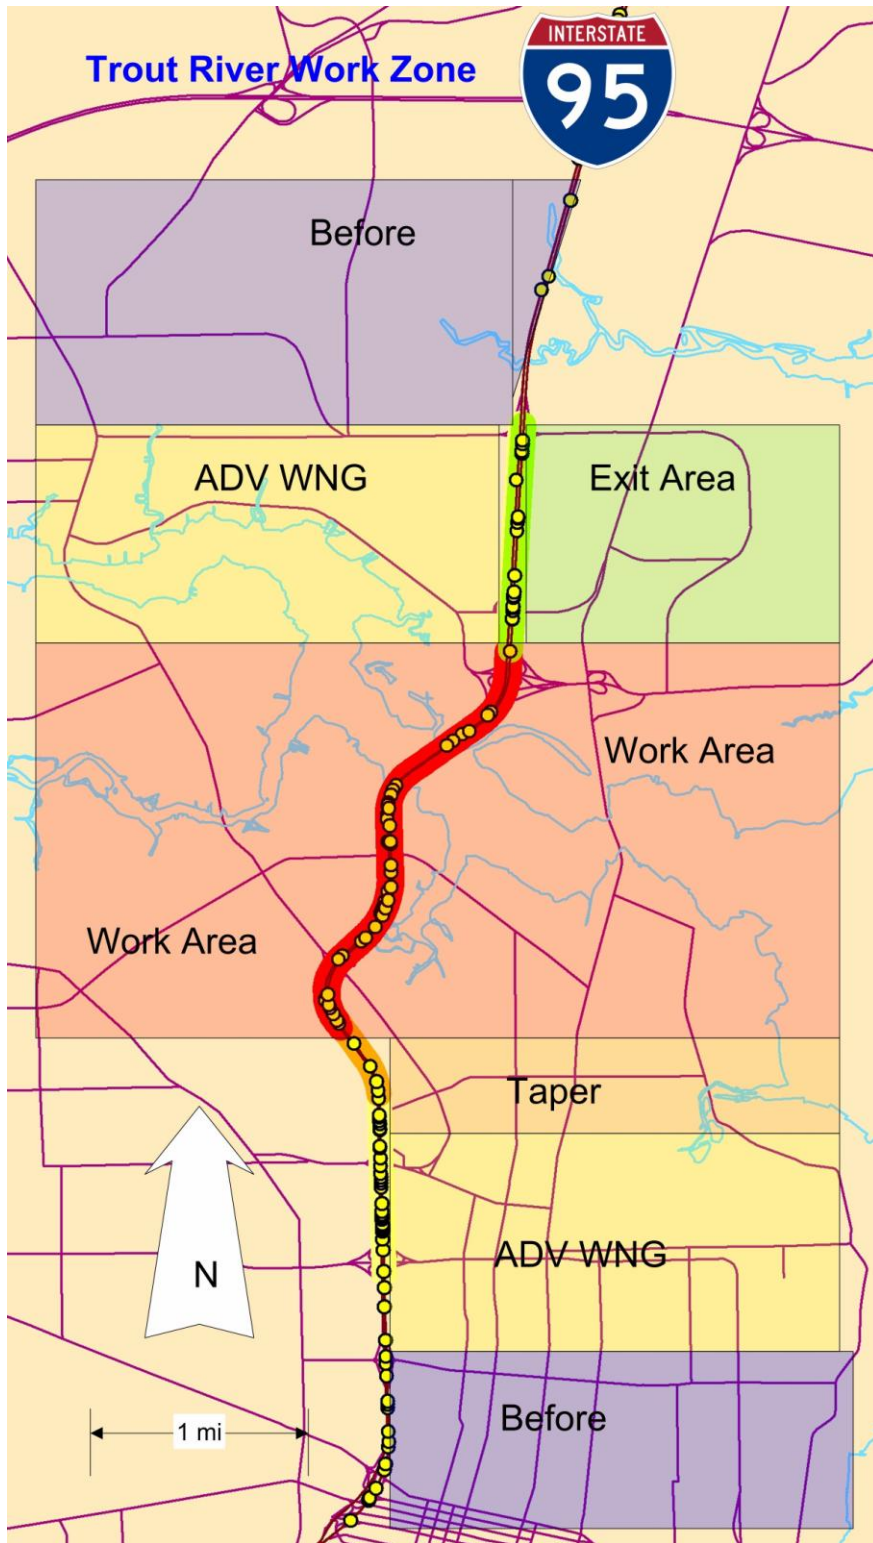 INTERSTATE
95
Trout River Work Zone
Before
ADV WNG
Exit Area
Work Area
Work Area
Taper
ADV WNG
N
Before
1 mi